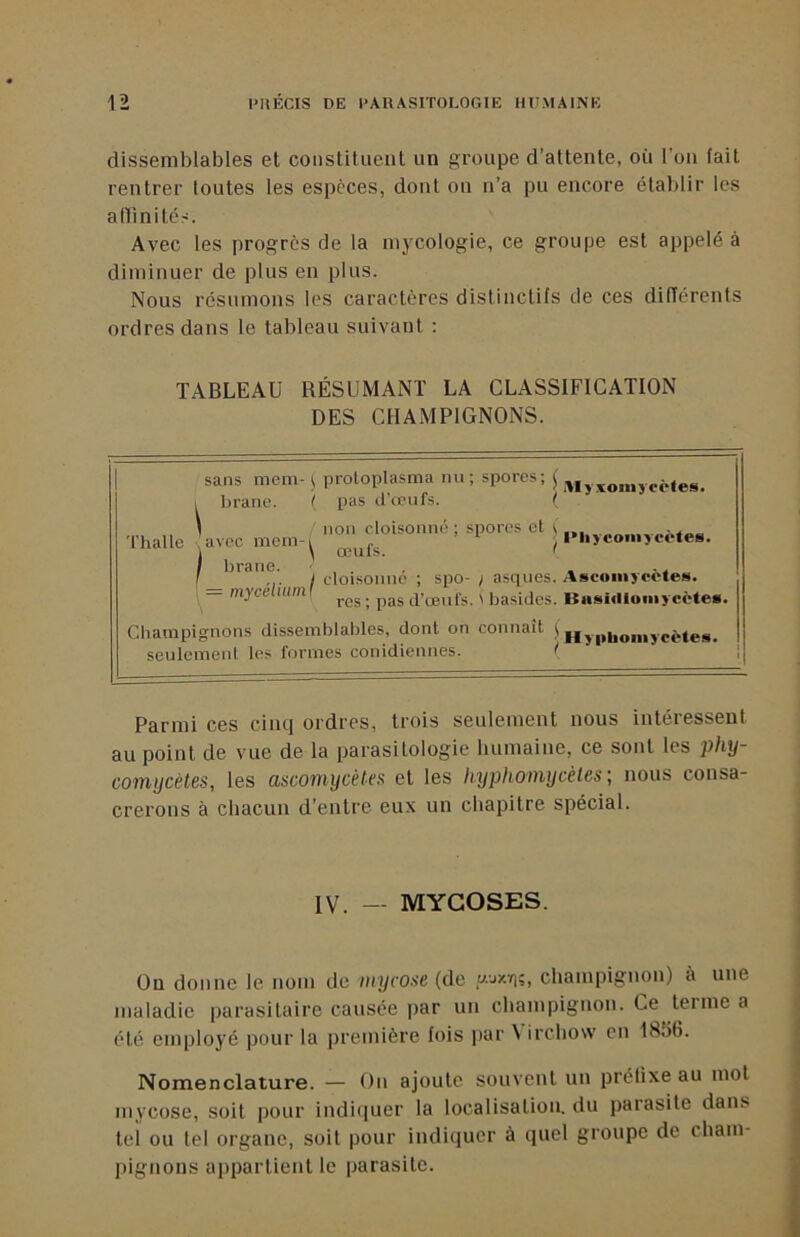 12 PRÉCIS DE PARASITOLOGIE HUMAINE
dissemblables et constituent un groupe d'attente, où l'on fait
rentrer toutes les espèces, dont on n'a pu encore établir les
affinités.
Avec les progrès de la mycologie, ce groupe est appelé à
diminuer de plus en plus.
Nous résumons les caractères distinctifs de ces différents
ordres dans le tableau suivant :
TABLEAU RÉSUMANT LA CLASSIFICATION
DES CHAMPIGNONS.
Thalle
sans mem-
brane.
protoplasma nu ; spores ;
pas d'œufs.
Myxomycètes.
avec mem-
brane.
= mycélium
non cloisonné ; spores et
œufs.
Phycomycètes.
cloisonné ; spo-
res ; pas d'œufs.
asques. Ascomycètes.
basides. Basidiomycètes.
Champignons dissemblables, dont on connaît
seulement les formes conidiennes.
Hyphomycètes.
Parmi ces cinq ordres, trois seulement nous intéressent
au point de vue de la parasitologie humaine, ce sont les phy-
comycètes, les ascomycètes et les hyphomycètes ; nous consa-
crerons à chacun d'entre eux un chapitre spécial.
IV. — MYCOSES.
On donne le nom de mycose (de μυκης, champignon) à une
maladie parasitaire causée par un champignon. Ce terme a
été employé pour la première fois par Virchow en 1856.
Nomenclature. — On ajoute souvent un préfixe au mot
mycose, soit pour indiquer la localisation. du parasite dans
tel ou tel organe, soit pour indiquer à quel groupe de cham-
pignons appartient le parasite.